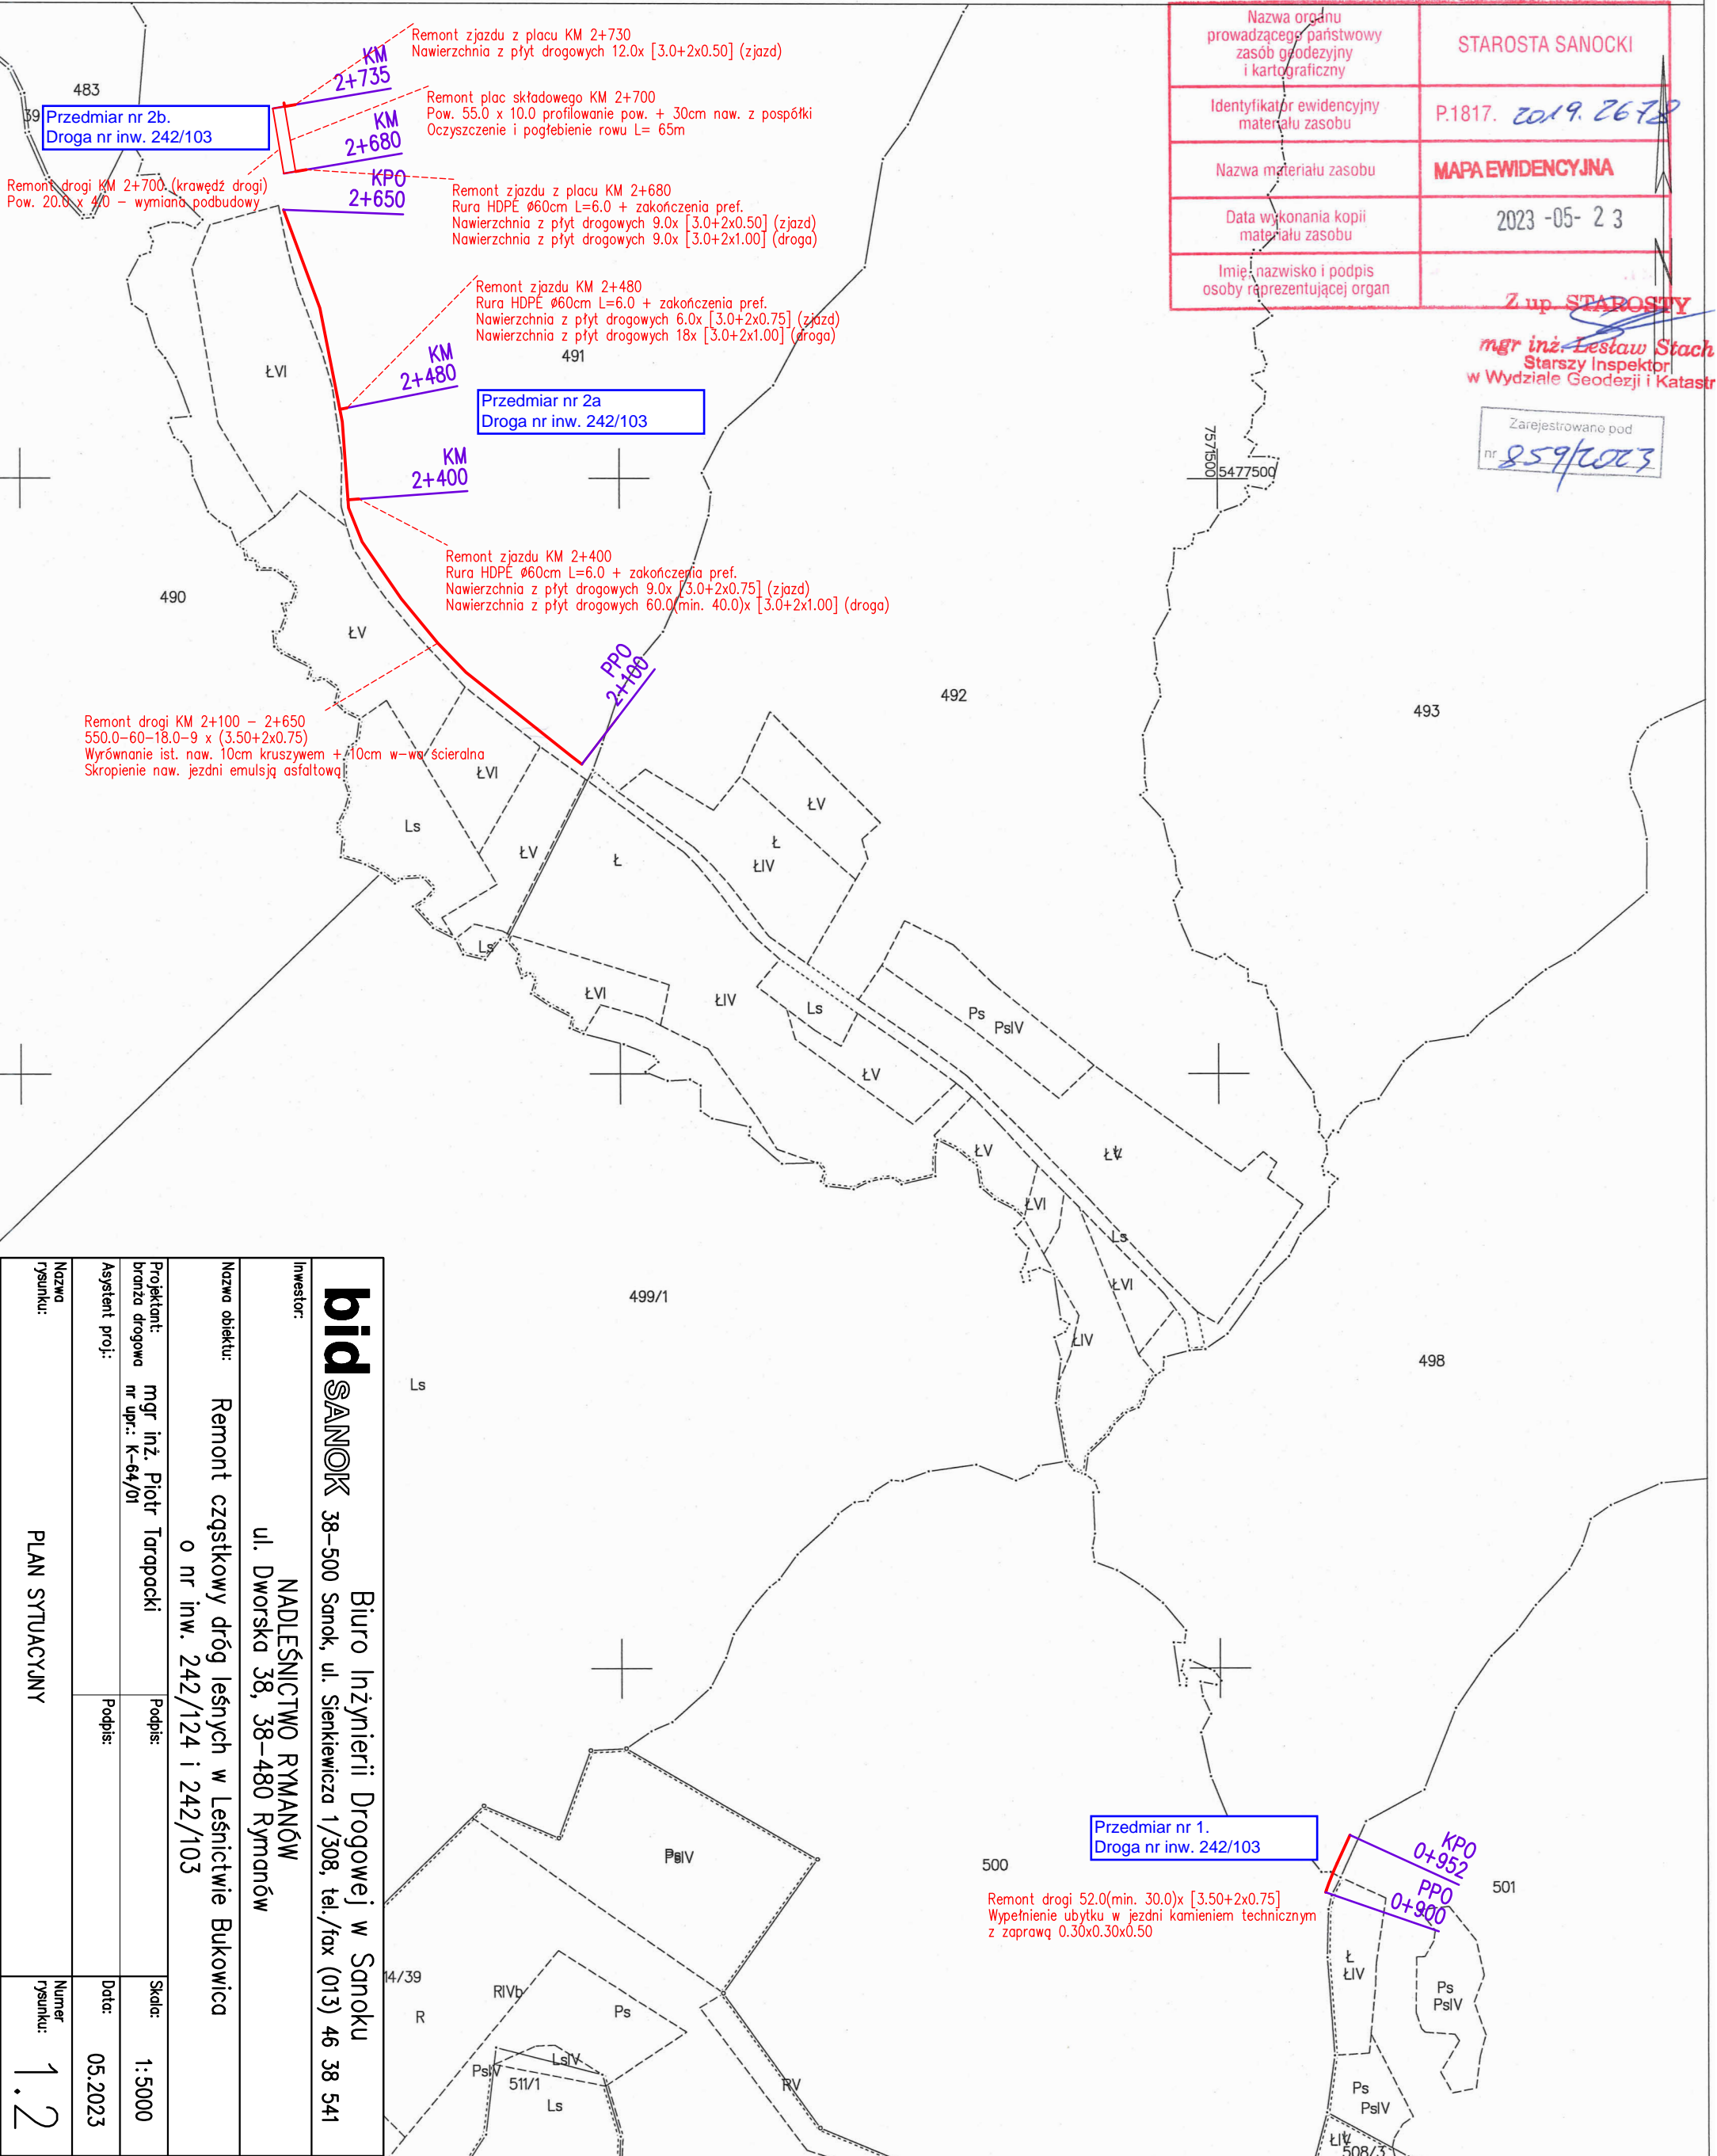 Remont zjazdu z placu KM 2+730
Nawierzchnia z płyt drogowych 12.0x [3.0+2x0.50] (zjazd)
KM
2+735
483
39
Przedmiar nr 2b.
Droga nr inw. 242/103
Remont plac składowego KM 2+700
Pow. 55.0 x 10.0 profilowanie pow. + 30cm naw. z pospółki
Oczyszczenie i pogłebienie rowu L= 65m
KM
2+680
Remont drogi KM 2+700 (krawędź drogi)
Pow. 20.0 x 4.0 – wymiana podbudowy
KPO
2+650
Remont zjazdu z placu KM 2+680
Rura HDPE Ø60cm L=6.0 + zakończenia pref.
Nawierzchnia z płyt drogowych 9.0x [3.0+2x0.50] (zjazd)
Nawierzchnia z płyt drogowych 9.0x [3.0+2x1.00] (droga)
Remont zjazdu KM 2+480
Rura HDPE Ø60cm L=6.0 + zakończenia pref.
Nawierzchnia z płyt drogowych 6.0x [3.0+2x0.75] (zjazd)
Nawierzchnia z płyt drogowych 18x [3.0+2x1.00] (droga)
491
ŁVI
KM
2+480
Przedmiar nr 2a
Droga nr inw. 242/103
KM
2+400
Remont zjazdu KM 2+400
Rura HDPE Ø60cm L=6.0 + zakończenia pref.
Nawierzchnia z płyt drogowych 9.0x [3.0+2x0.75] (zjazd)
Nawierzchnia z płyt drogowych 60.0(min. 40.0)x [3.0+2x1.00] (droga)
490
ŁV
PPO
2+100
Remont drogi KM 2+100 – 2+650
550.0-60-18.0-9 x (3.50+2x0.75)
Wyrównanie ist. naw. 10cm kruszywem + 10cm w-wa ścieralna
Skropienie naw. jezdni emulsją asfaltową
Nazwa organu
prowadzącego państwowy
zasób geodezyjny
i kartograficzny
STAROSTA SANOCKI
Identyfikator ewidencyjny
materiału zasobu
P.1817. 2019. 2678
Nazwa materiału zasobu
MAPA EWIDENCYJNA
Data wykonania kopii
materiału zasobu
2023 -05- 2 3
Imię, nazwisko i podpis
osoby reprezentującej organ
Z up. STAROSTY
mgr inż. Lesław Stach
Starszy Inspektor
w Wydziale Geodezji i Katastr
Zarejestrowano pod
nr 859/2023
7571500
5477500
492
493
ŁVI
Ls
ŁV
Ł
ŁV
Ł
ŁIV
Ls
ŁVI
ŁIV
Ls
Ps
PsIV
ŁV
ŁV
ŁVI
Ls
ŁVI
ŁIV
499/1
498
Ls
bid SANOK
Biuro Inżynierii Drogowej w Sanoku
38-500 Sanok, ul. Sienkiewicza 1/308, tel./fax (013) 46 38 541
Inwestor:
NADLEŚNICTWO RYMANÓW
ul. Dworska 38, 38-480 Rymanów
Nazwa obiektu:
Remont cząstkowy dróg leśnych w Leśnictwie Bukowica
o nr inw. 242/124 i 242/103
Projektant:
branża drogowa
mgr inż. Piotr Tarapacki
nr upr.: K-64/01
Podpis:
Skala:
1:5000
Asystent proj.:
Podpis:
Data:
05.2023
Nazwa
rysunku:
PLAN SYTUACYJNY
Numer
rysunku:
1.2
PsIV
Przedmiar nr 1.
Droga nr inw. 242/103
KPO
0+952
PPO
0+900
500
501
Remont drogi 52.0(min. 30.0)x [3.50+2x0.75]
Wypełnienie ubytku w jezdni kamieniem technicznym
z zaprawą 0.30x0.30x0.50
Ł
ŁIV
Ps
PsIV
14/39
R
RIVb
Ps
PsIV
LsIV
511/1
Ls
RV
Ps
PsIV
ŁIV
508/3